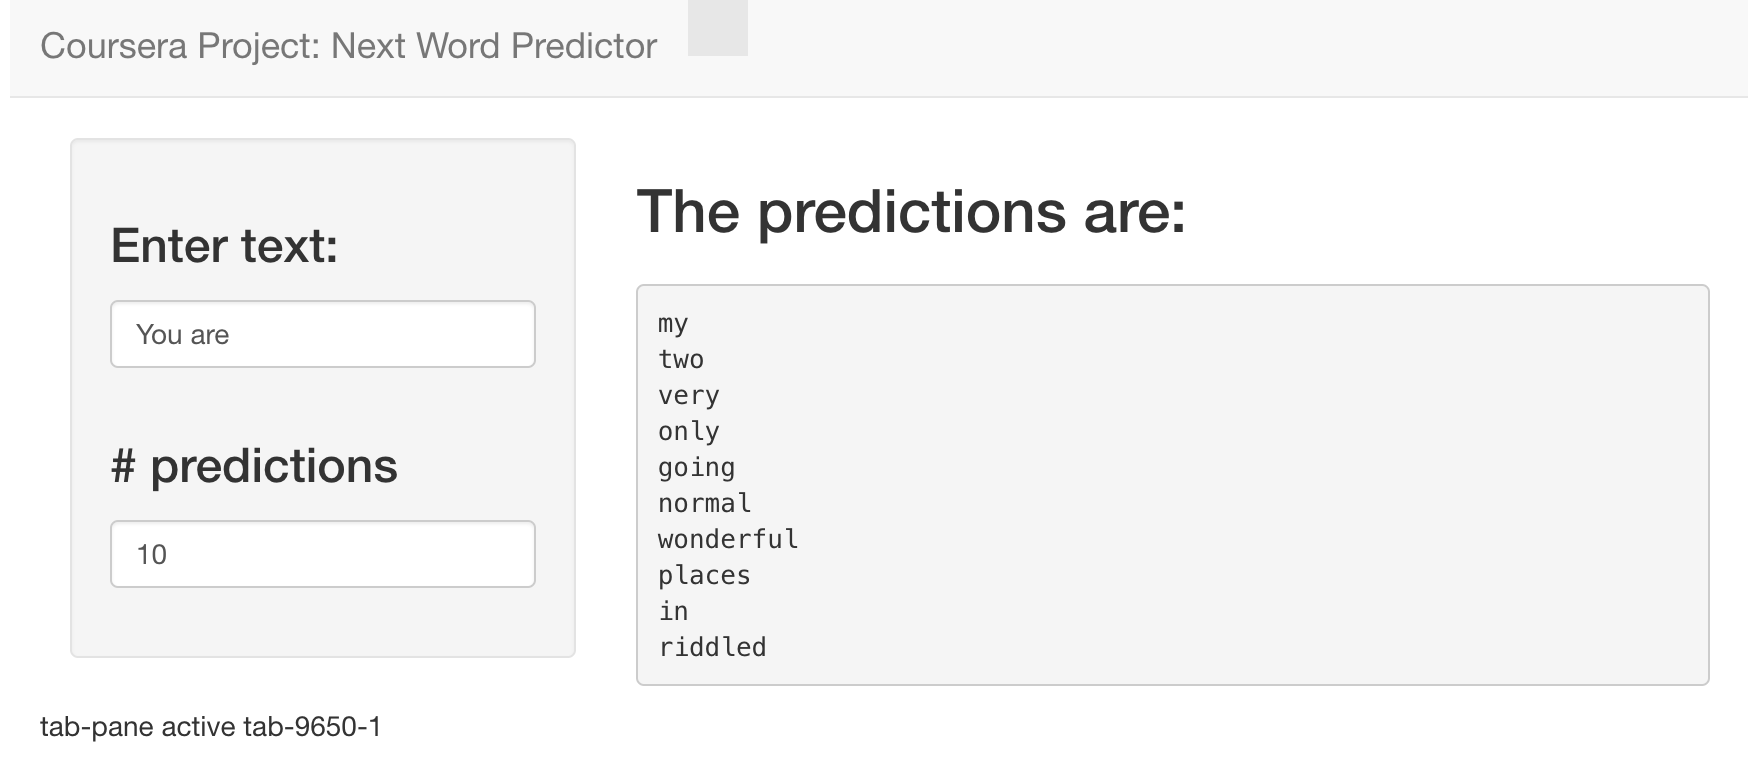 Coursera Project: Next Word Predictor
Enter text:
You are
# predictions
10
The predictions are:
my
two
very
only
going
normal
wonderful
places
in
riddled
tab-pane active tab-9650-1